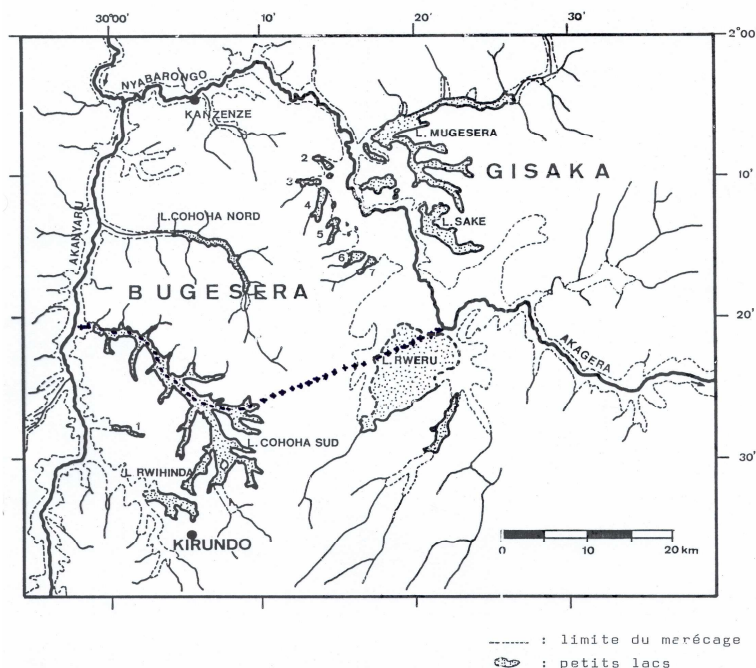 30°00' 10' 20' 30'
2°00'
NYABARONGO
KANZENZE
L. MUGESERA
GISAKA
2
3
10'
4
L. SAKE
L.COHOHA NORD
5
AKANYARU
6
7
BUGESERA
20'
L. RWERU
AKAGERA
1
L. COHOHA SUD
L. RWIHINDA
30'
KIRUNDO
0 10 20 km
: limite du marécage
: petits lacs